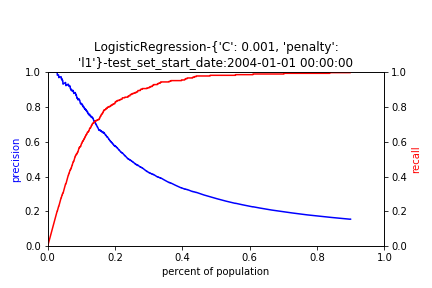 LogisticRegression-{'C': 0.001, 'penalty':
'l1'}-test_set_start_date:2004-01-01 00:00:00
1.0
0.8
0.6
0.4
0.2
0.0
precision
1.0
0.8
0.6
0.4
0.2
0.0
recall
0.0 0.2 0.4 0.6 0.8 1.0
percent of population